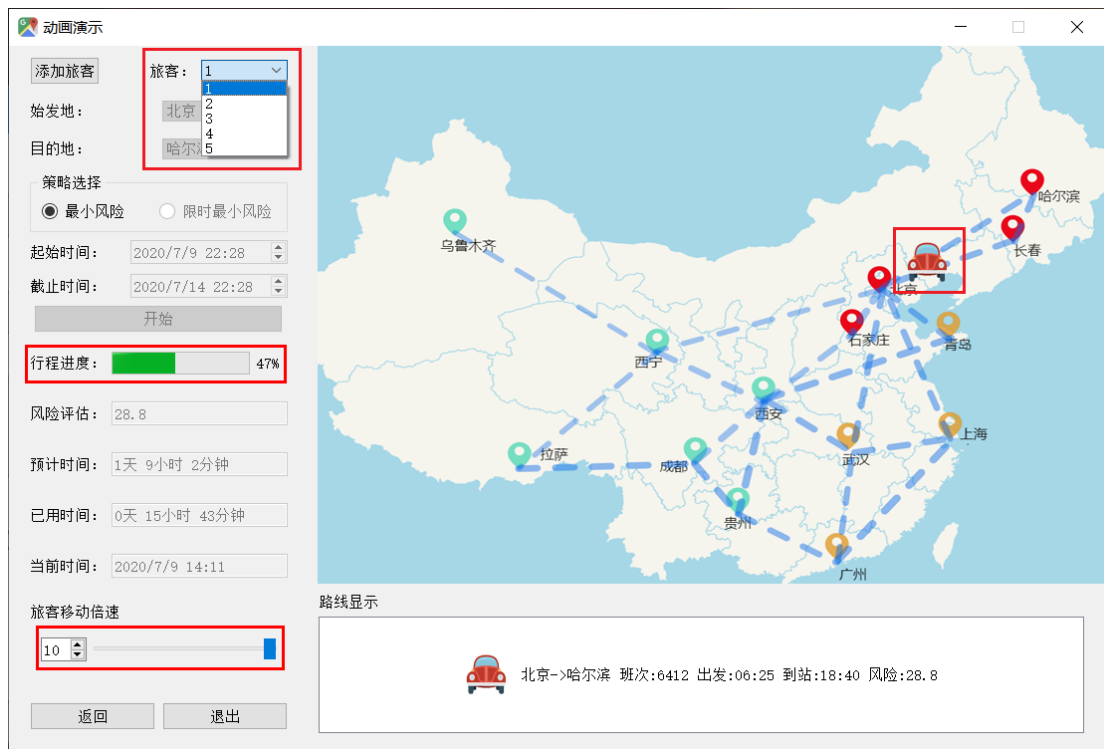 动画演示
添加旅客 旅客： 1
1
2
3
4
5
始发地： 北京
目的地： 哈尔
策略选择
最小风险 限时最小风险
起始时间： 2020/7/9 22:28
截止时间： 2020/7/14 22:28
开始
行程进度： 47%
风险评估： 28.8
预计时间： 1天 9小时 2分钟
已用时间： 0天 15小时 43分钟
当前时间： 2020/7/9 14:11
旅客移动倍速
10
返回 退出
哈尔滨
长春
乌鲁木齐
北京
石家庄
青岛
西宁
西安
上海
拉萨
成都
武汉
贵州
广州
路线显示
北京->哈尔滨 班次:6412 出发:06:25 到站:18:40 风险:28.8